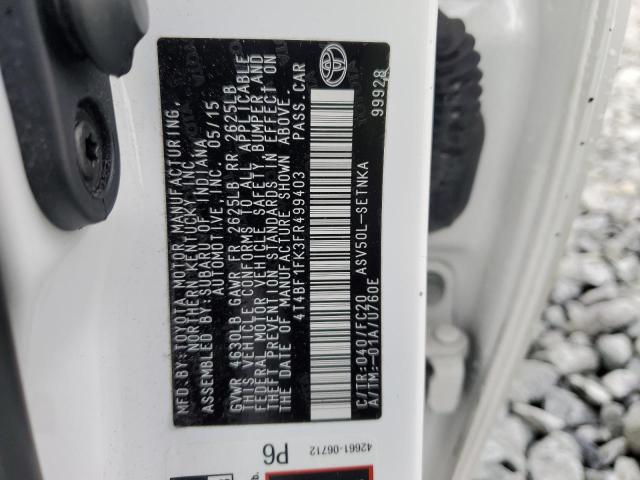 MFD.BY:TOYOTA MOTOR MANUFACTURING,
NORTHERN KENTUCKY, INC.
ASSEMBLED BY:SUBARU OF INDIANA
AUTOMOTIVE INC. 05/15
GVWR 4630LB GAWR FR 2625LB RR 2625LB
THIS VEHICLE CONFORMS TO ALL APPLICABLE
FEDERAL MOTOR VEHICLE SAFETY BUMPER,AND
THEFT PREVENTION STANDARDS IN EFFECT ON
THE DATE OF MANUFACTURE SHOWN ABOVE.
4T4BF1FK3FR499403 PASS.CAR
C/TR:040/FC20 ASV50L-SETNKA
A/TM:-01A/U760E
99928
42661-06712
P6